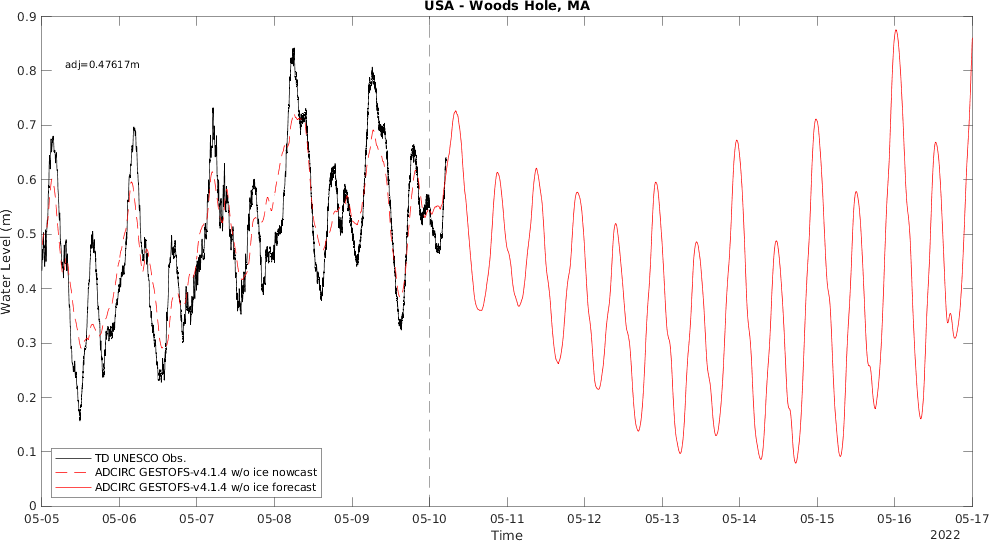 USA - Woods Hole, MA
adj=0.47617m
0.9
0.8
0.7
0.6
0.5
0.4
0.3
0.2
0.1
0
Water Level (m)
TD UNESCO Obs.
ADCIRC GESTOFS-v4.1.4 w/o ice nowcast
ADCIRC GESTOFS-v4.1.4 w/o ice forecast
05-05 05-06 05-07 05-08 05-09 05-10 05-11 05-12 05-13 05-14 05-15 05-16 05-17
Time
2022